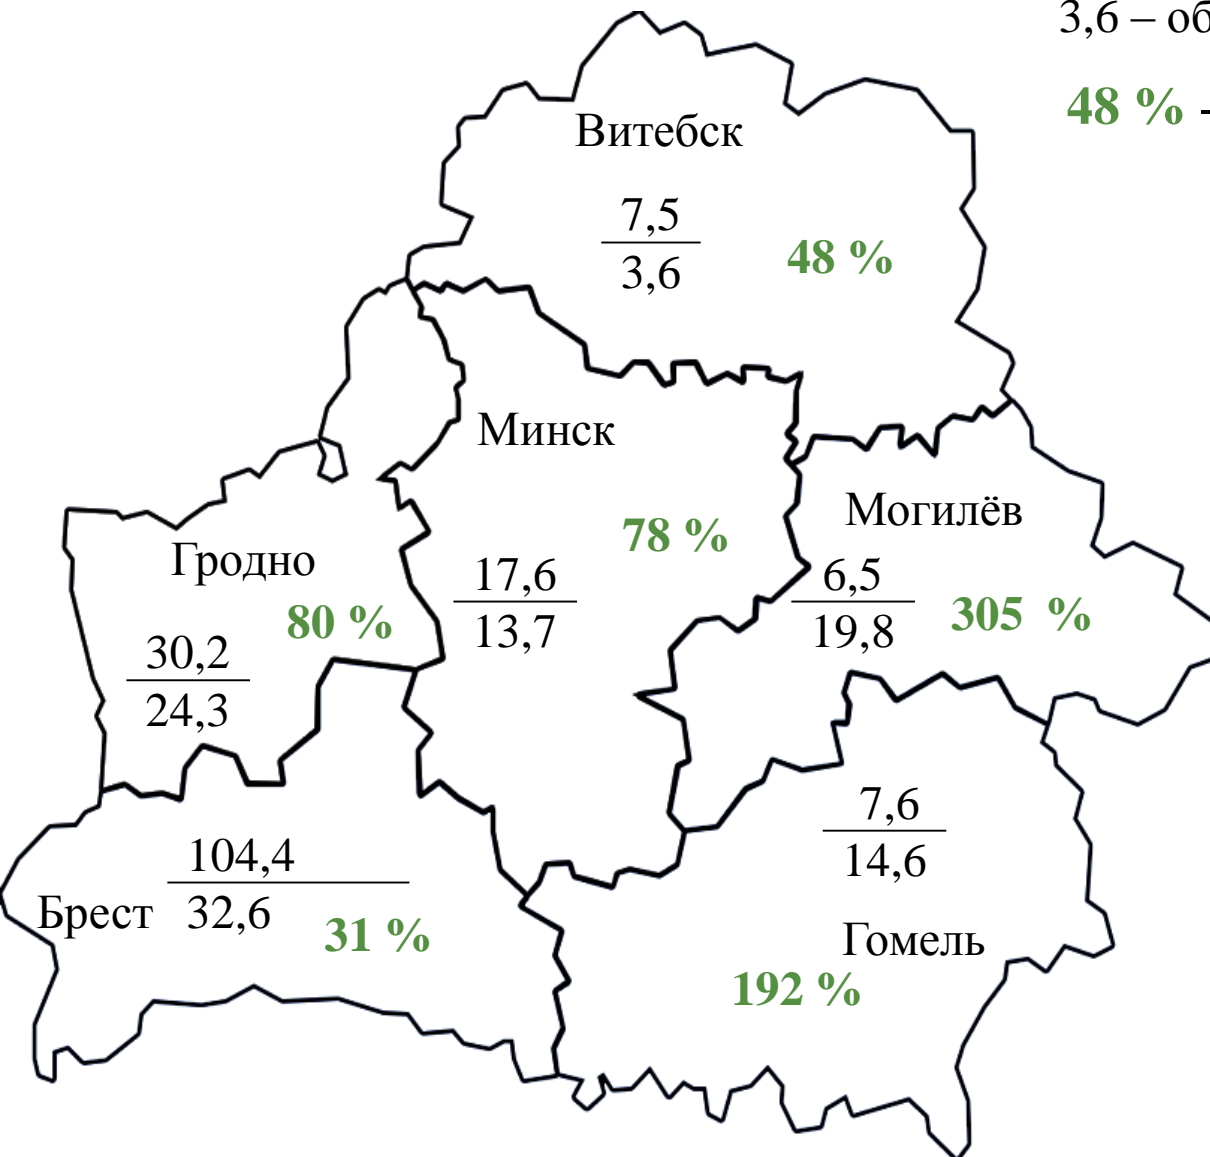 3,6 – об
48 % -
Витебск
7,5
3,6
48 %
Минск
78 %
17,6
13,7
Могилёв
6,5
19,8
305 %
Гродно
80 %
30,2
24,3
Брест
104,4
32,6
31 %
7,6
14,6
Гомель
192 %